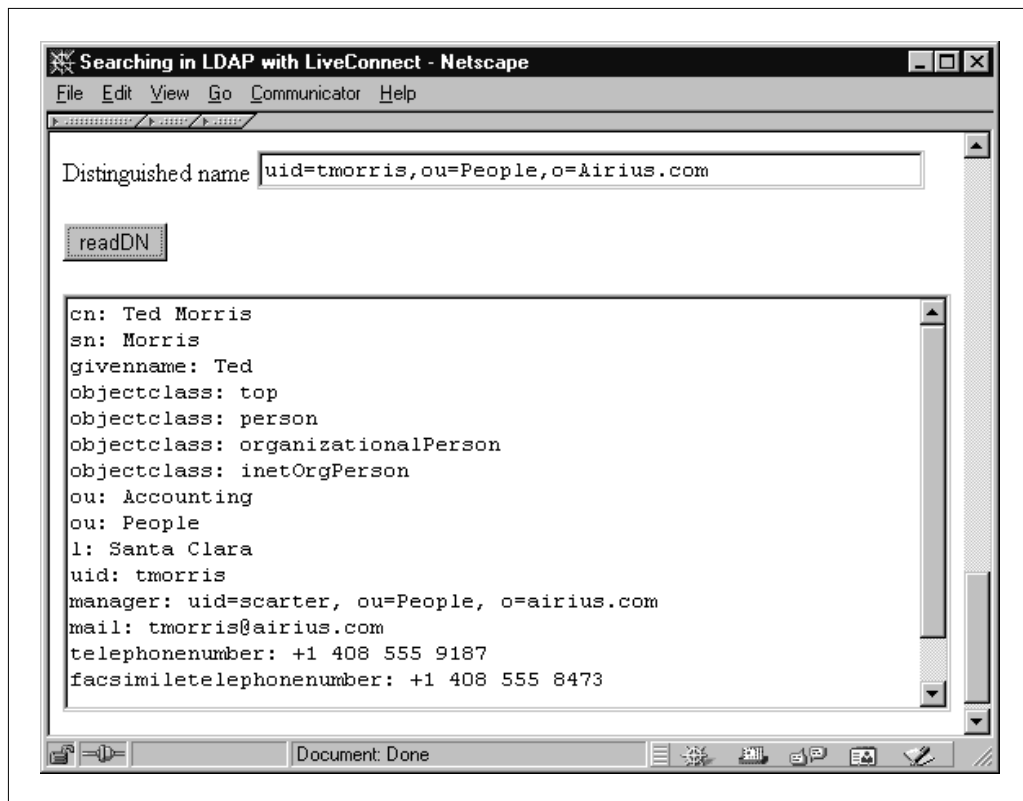 Searching in LDAP with LiveConnect - Netscape
File Edit View Go Communicator Help
Distinguished name uid=tmorris,ou=People,o=Airius.com
readDN
cn: Ted Morris
sn: Morris
givenname: Ted
objectclass: top
objectclass: person
objectclass: organizationalPerson
objectclass: inetOrgPerson
ou: Accounting
ou: People
l: Santa Clara
uid: tmorris
manager: uid=scarter, ou=People, o=airius.com
mail: tmorris@airius.com
telephonenumber: +1 408 555 9187
facsimiletelephonenumber: +1 408 555 8473
Document: Done